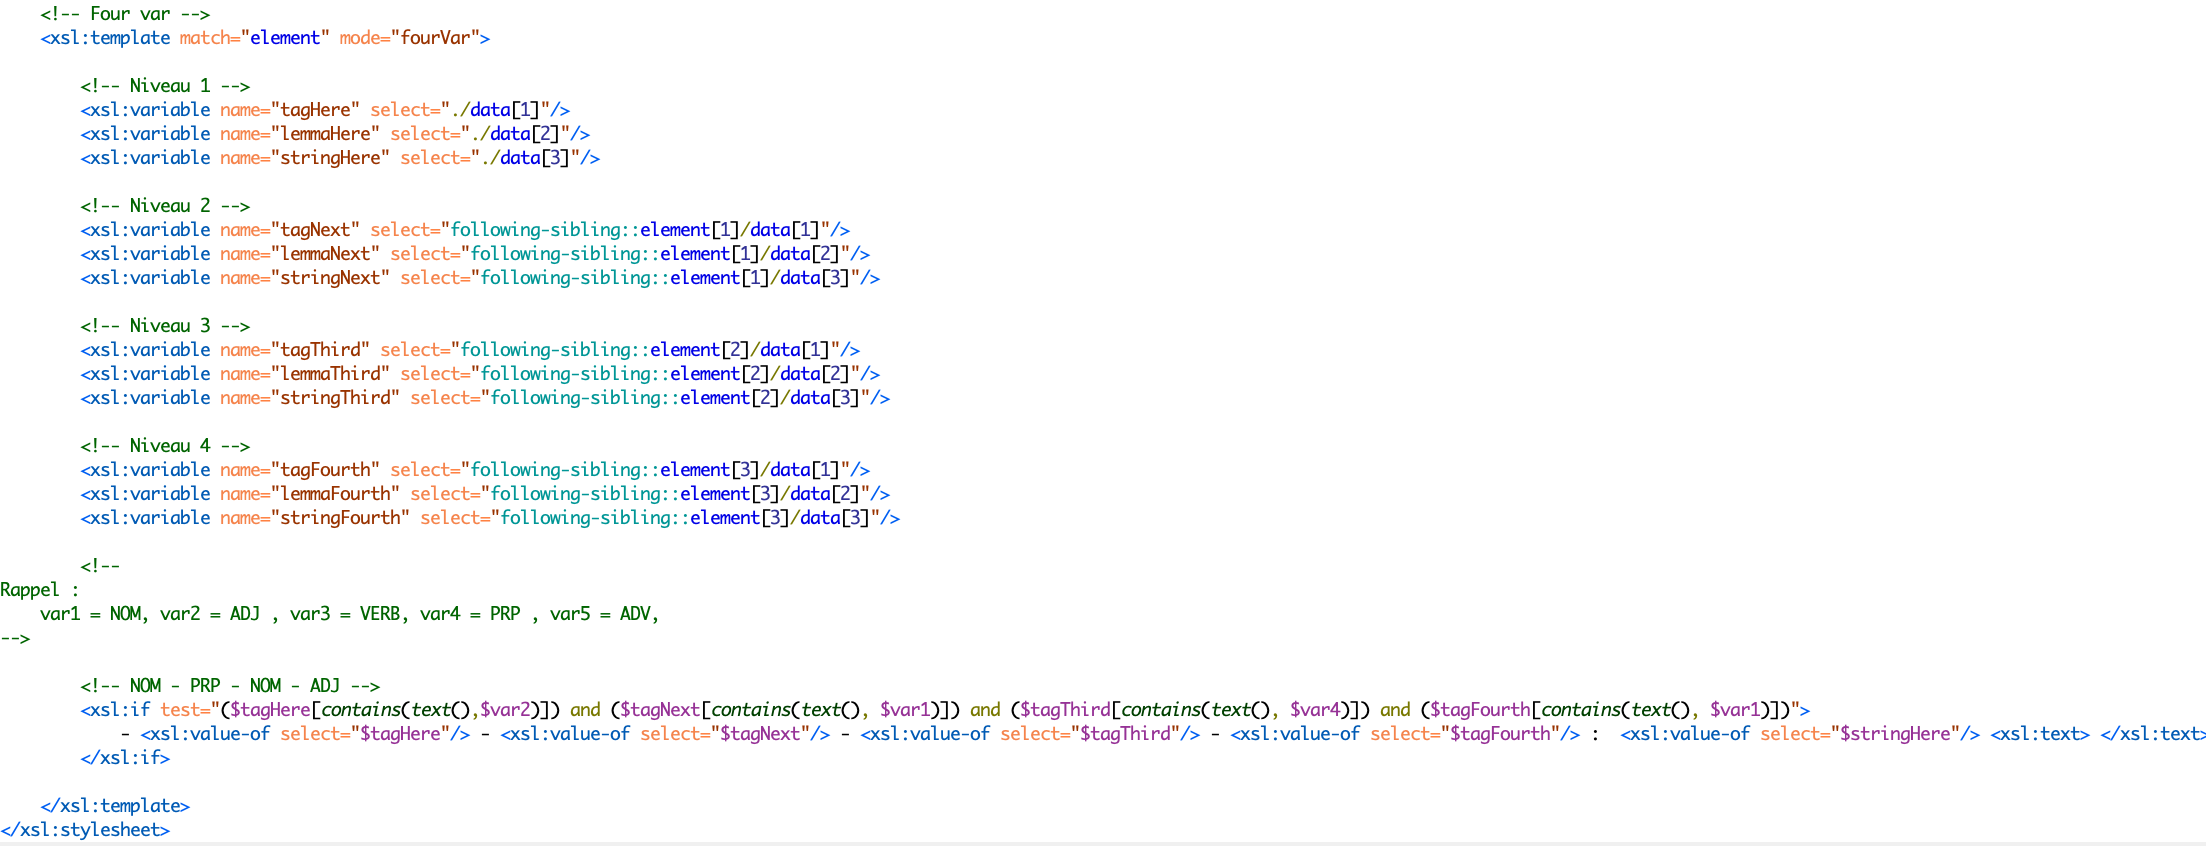 <!-- Four var -->
<xsl:template match="element" mode="fourVar">
<!-- Niveau 1 -->
<xsl:variable name="tagHere" select="./data[1]"/>
<xsl:variable name="lemmaHere" select="./data[2]"/>
<xsl:variable name="stringHere" select="./data[3]"/>
<!-- Niveau 2 -->
<xsl:variable name="tagNext" select="following-sibling::element[1]/data[1]"/>
<xsl:variable name="lemmaNext" select="following-sibling::element[1]/data[2]"/>
<xsl:variable name="stringNext" select="following-sibling::element[1]/data[3]"/>
<!-- Niveau 3 -->
<xsl:variable name="tagThird" select="following-sibling::element[2]/data[1]"/>
<xsl:variable name="lemmaThird" select="following-sibling::element[2]/data[2]"/>
<xsl:variable name="stringThird" select="following-sibling::element[2]/data[3]"/>
<!-- Niveau 4 -->
<xsl:variable name="tagFourth" select="following-sibling::element[3]/data[1]"/>
<xsl:variable name="lemmaFourth" select="following-sibling::element[3]/data[2]"/>
<xsl:variable name="stringFourth" select="following-sibling::element[3]/data[3]"/>
<!--
Rappel :
var1 = NOM, var2 = ADJ , var3 = VERB, var4 = PRP , var5 = ADV,
-->
<!-- NOM - PRP - NOM - ADJ -->
<xsl:if test="($tagHere[contains(text(),$var2)]) and ($tagNext[contains(text(), $var1)]) and ($tagThird[contains(text(), $var4)]) and ($tagFourth[contains(text(), $var1)])">
- <xsl:value-of select="$tagHere"/> - <xsl:value-of select="$tagNext"/> - <xsl:value-of select="$tagThird"/> - <xsl:value-of select="$tagFourth"/> :  <xsl:value-of select="$stringHere"/> <xsl:text> </xsl:text>
</xsl:if>
</xsl:template>
</xsl:stylesheet>